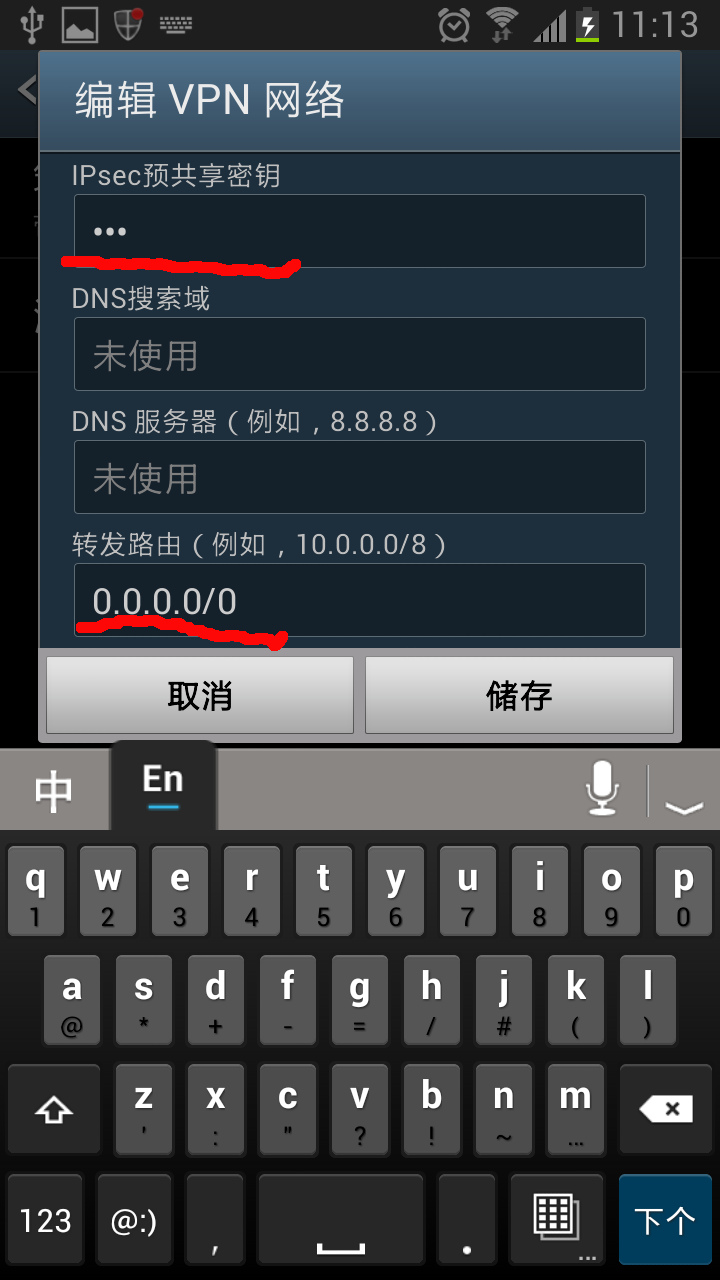 11:13
编辑 VPN 网络
IPsec预共享密钥
•••
DNS搜索域
未使用
DNS 服务器（例如，8.8.8.8）
未使用
转发路由（例如，10.0.0.0/8）
0.0.0.0/0
取消 储存
中 En
q w e r t y u i o p
1 2 3 4 5 6 7 8 9 0
a s d f g h j k l
@ * + - = / # ( )
z x c v b n m
' : " ? ! ~ ...
123 @:) , . ... 下个